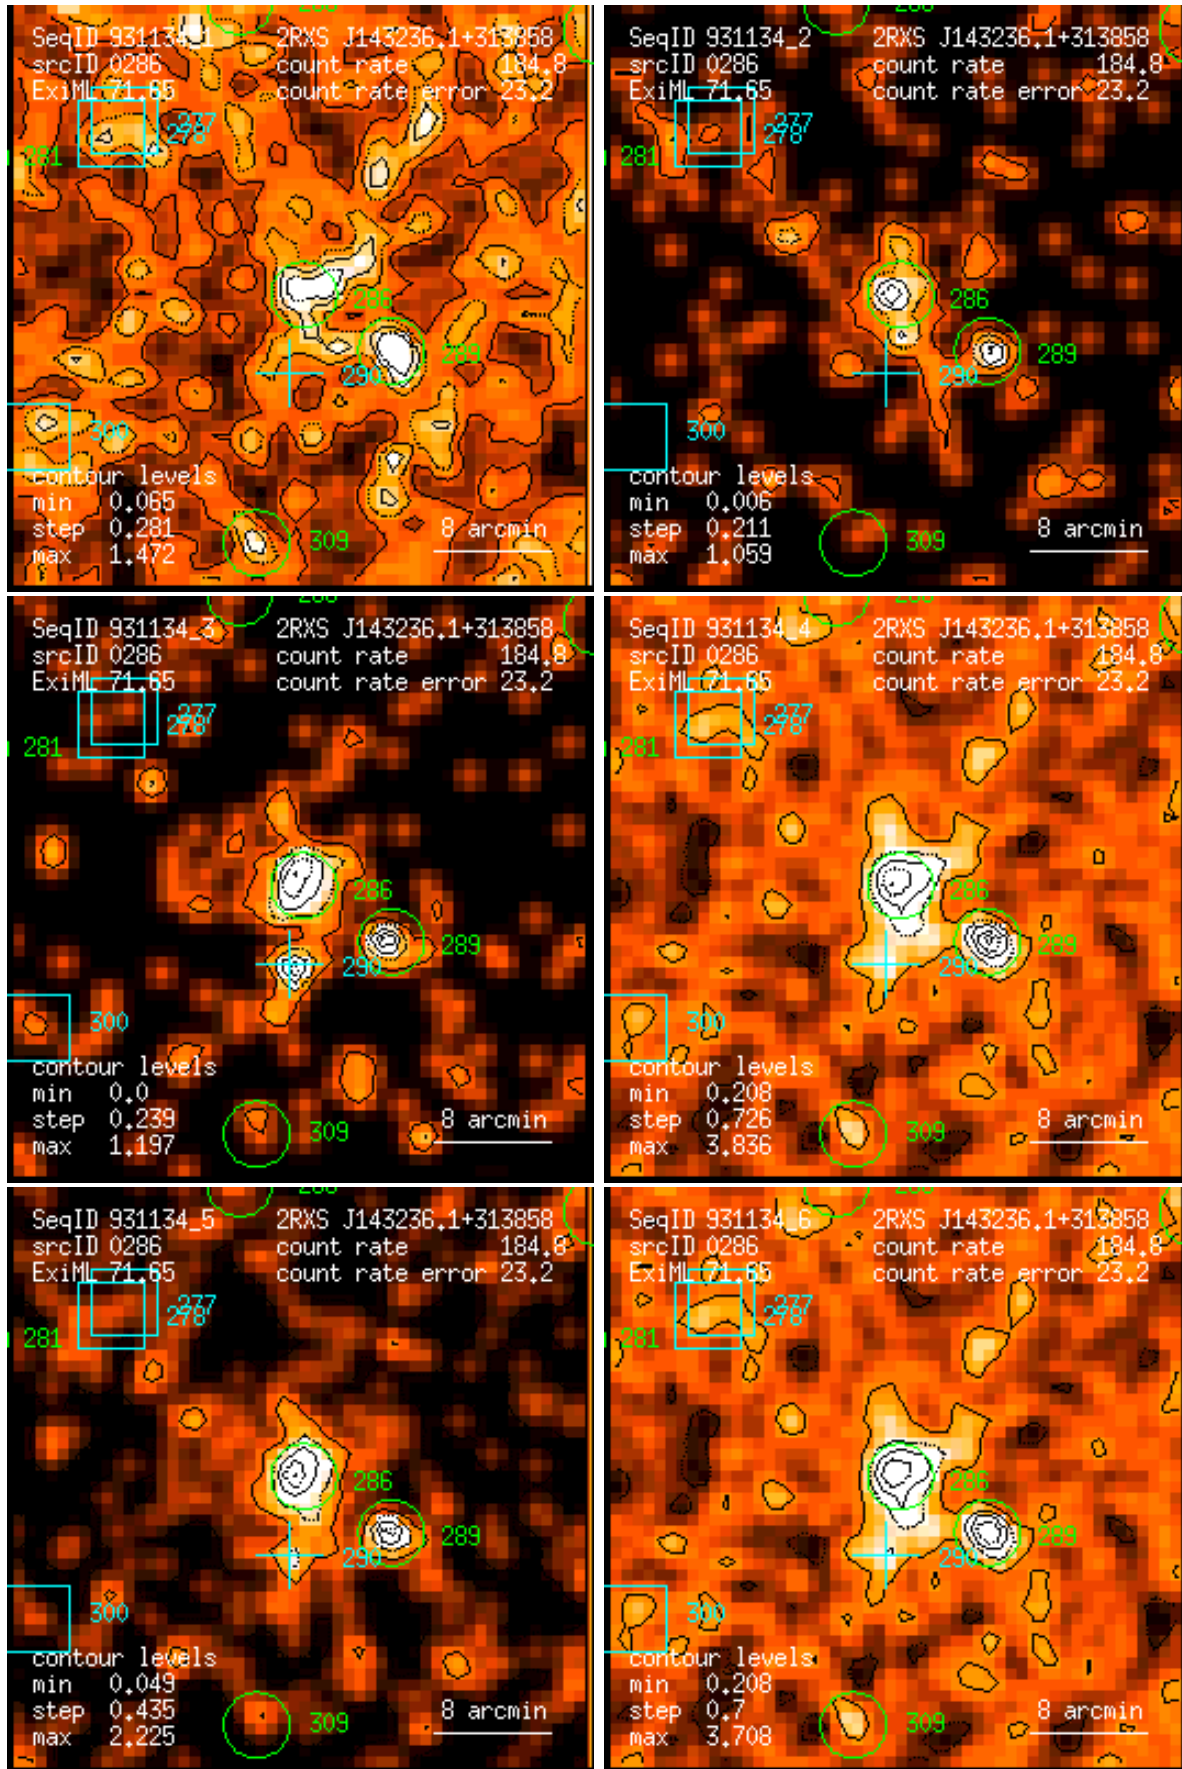 288
SeqID 931134_1 2RXS J143236.1+313858
srcID 0286 count rate 184.8
ExiML 71.65 count rate error 23.2
277
278
281
286
289
290
300
contour levels
min 0.065
step 0.281 8 arcmin
309
max 1.472
SeqID 931134_2 2RXS J143236.1+313858
srcID 0286 count rate 184.8
ExiML 71.65 count rate error 23.2
277
278
281
286
289
290
300
contour levels
min 0.006
step 0.211 8 arcmin
309
max 1.059
SeqID 931134_3 2RXS J143236.1+313858
srcID 0286 count rate 184.8
ExiML 71.65 count rate error 23.2
277
278
281
286
289
290
300
contour levels
min 0.0
step 0.239 8 arcmin
309
max 1.197
SeqID 931134_4 2RXS J143236.1+313858
srcID 0286 count rate 184.8
ExiML 71.65 count rate error 23.2
277
278
281
286
289
290
300
contour levels
min 0.208
step 0.726 8 arcmin
309
max 3.836
SeqID 931134_5 2RXS J143236.1+313858
srcID 0286 count rate 184.8
ExiML 71.65 count rate error 23.2
277
278
281
286
289
290
300
contour levels
min 0.049
step 0.435 8 arcmin
309
max 2.225
SeqID 931134_6 2RXS J143236.1+313858
srcID 0286 count rate 184.8
ExiML 71.65 count rate error 23.2
277
278
281
286
289
290
300
contour levels
min 0.208
step 0.7 8 arcmin
309
max 3.708